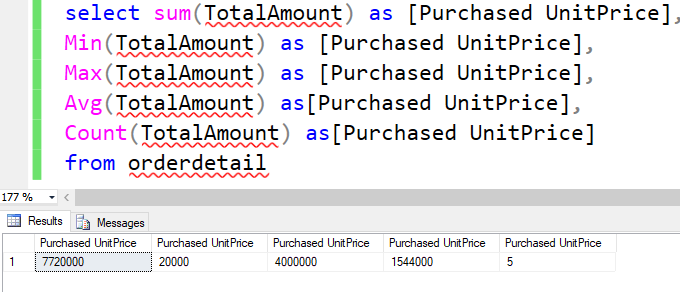 select sum(TotalAmount) as [Purchased UnitPrice],
Min(TotalAmount) as [Purchased UnitPrice],
Max(TotalAmount) as [Purchased UnitPrice],
Avg(TotalAmount) as[Purchased UnitPrice],
Count(TotalAmount) as[Purchased UnitPrice]
from orderdetail
177 %
Results Messages
Purchased UnitPrice Purchased UnitPrice Purchased UnitPrice Purchased UnitPrice Purchased UnitPrice
1 7720000 20000 4000000 1544000 5